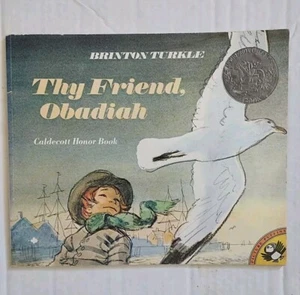 BRINTON TURKLE
Thy Friend,
Obadiah
Caldecott Honor Book